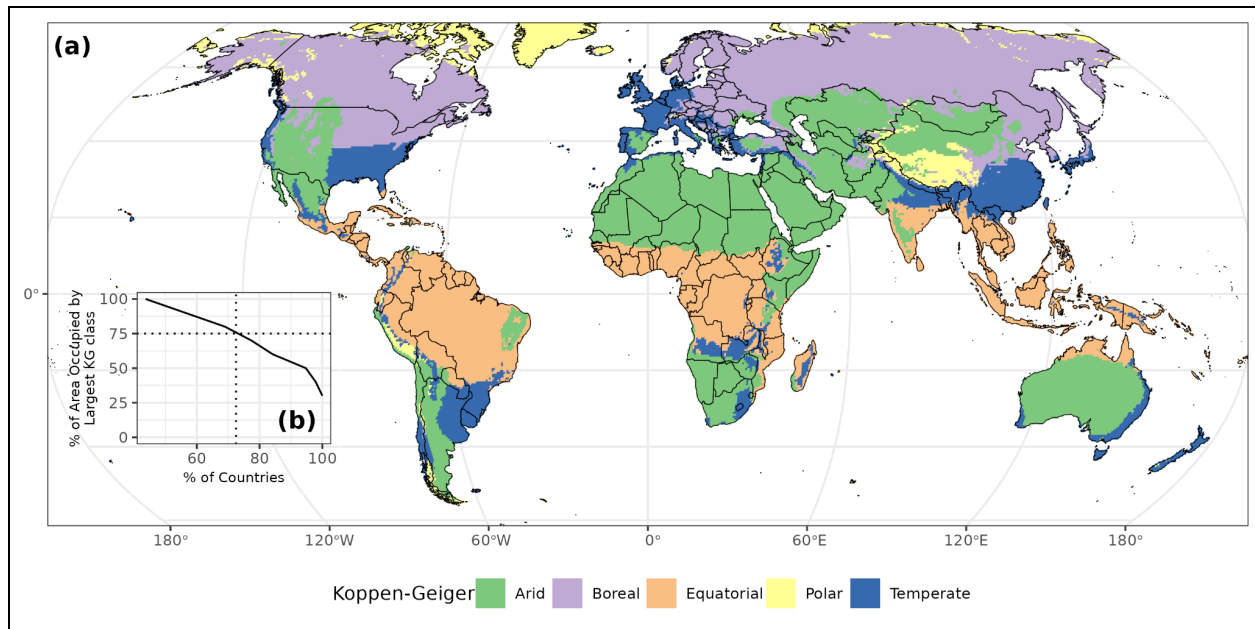 (a)
0°
% of Area Occupied by
Largest KG class
100
75
50
25
0
(b)
60 80 100
% of Countries
180° 120°W 60°W 0° 60°E 120°E 180°
Koppen-Geiger Arid Boreal Equatorial Polar Temperate